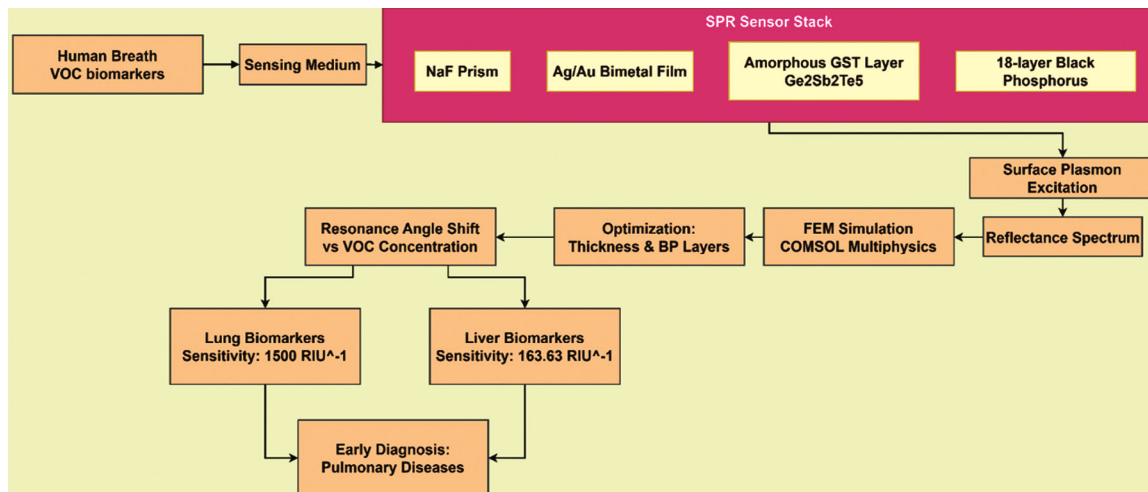 SPR Sensor Stack
Human Breath
VOC biomarkers
Sensing Medium
NaF Prism
Ag/Au Bimetal Film
Amorphous GST Layer
Ge2Sb2Te5
18-layer Black
Phosphorus
Surface Plasmon
Excitation
Reflectance Spectrum
FEM Simulation
COMSOL Multiphysics
Optimization:
Thickness & BP Layers
Resonance Angle Shift
vs VOC Concentration
Lung Biomarkers
Sensitivity: 1500 RIU^-1
Liver Biomarkers
Sensitivity: 163.63 RIU^-1
Early Diagnosis:
Pulmonary Diseases